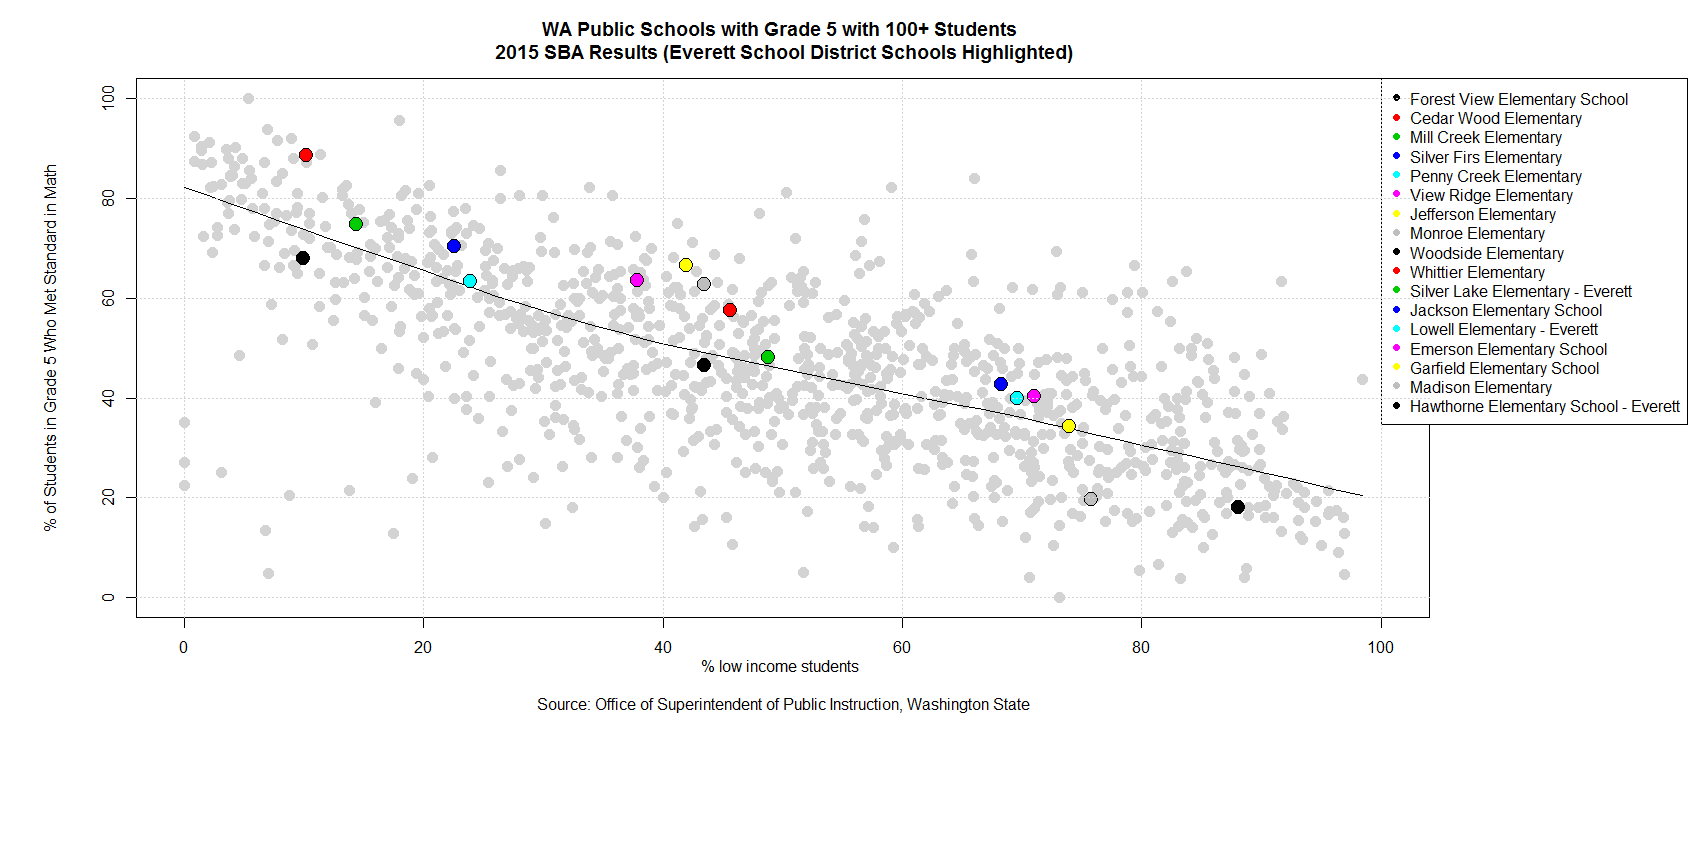 WA Public Schools with Grade 5 with 100+ Students
2015 SBA Results (Everett School District Schools Highlighted)
% of Students in Grade 5 Who Met Standard in Math
100
80
60
40
20
0
0 20 40 60 80 100
% low income students
Source: Office of Superintendent of Public Instruction, Washington State
Forest View Elementary School
Cedar Wood Elementary
Mill Creek Elementary
Silver Firs Elementary
Penny Creek Elementary
View Ridge Elementary
Jefferson Elementary
Monroe Elementary
Woodside Elementary
Whittier Elementary
Silver Lake Elementary - Everett
Jackson Elementary School
Lowell Elementary - Everett
Emerson Elementary School
Garfield Elementary School
Madison Elementary
Hawthorne Elementary School - Everett